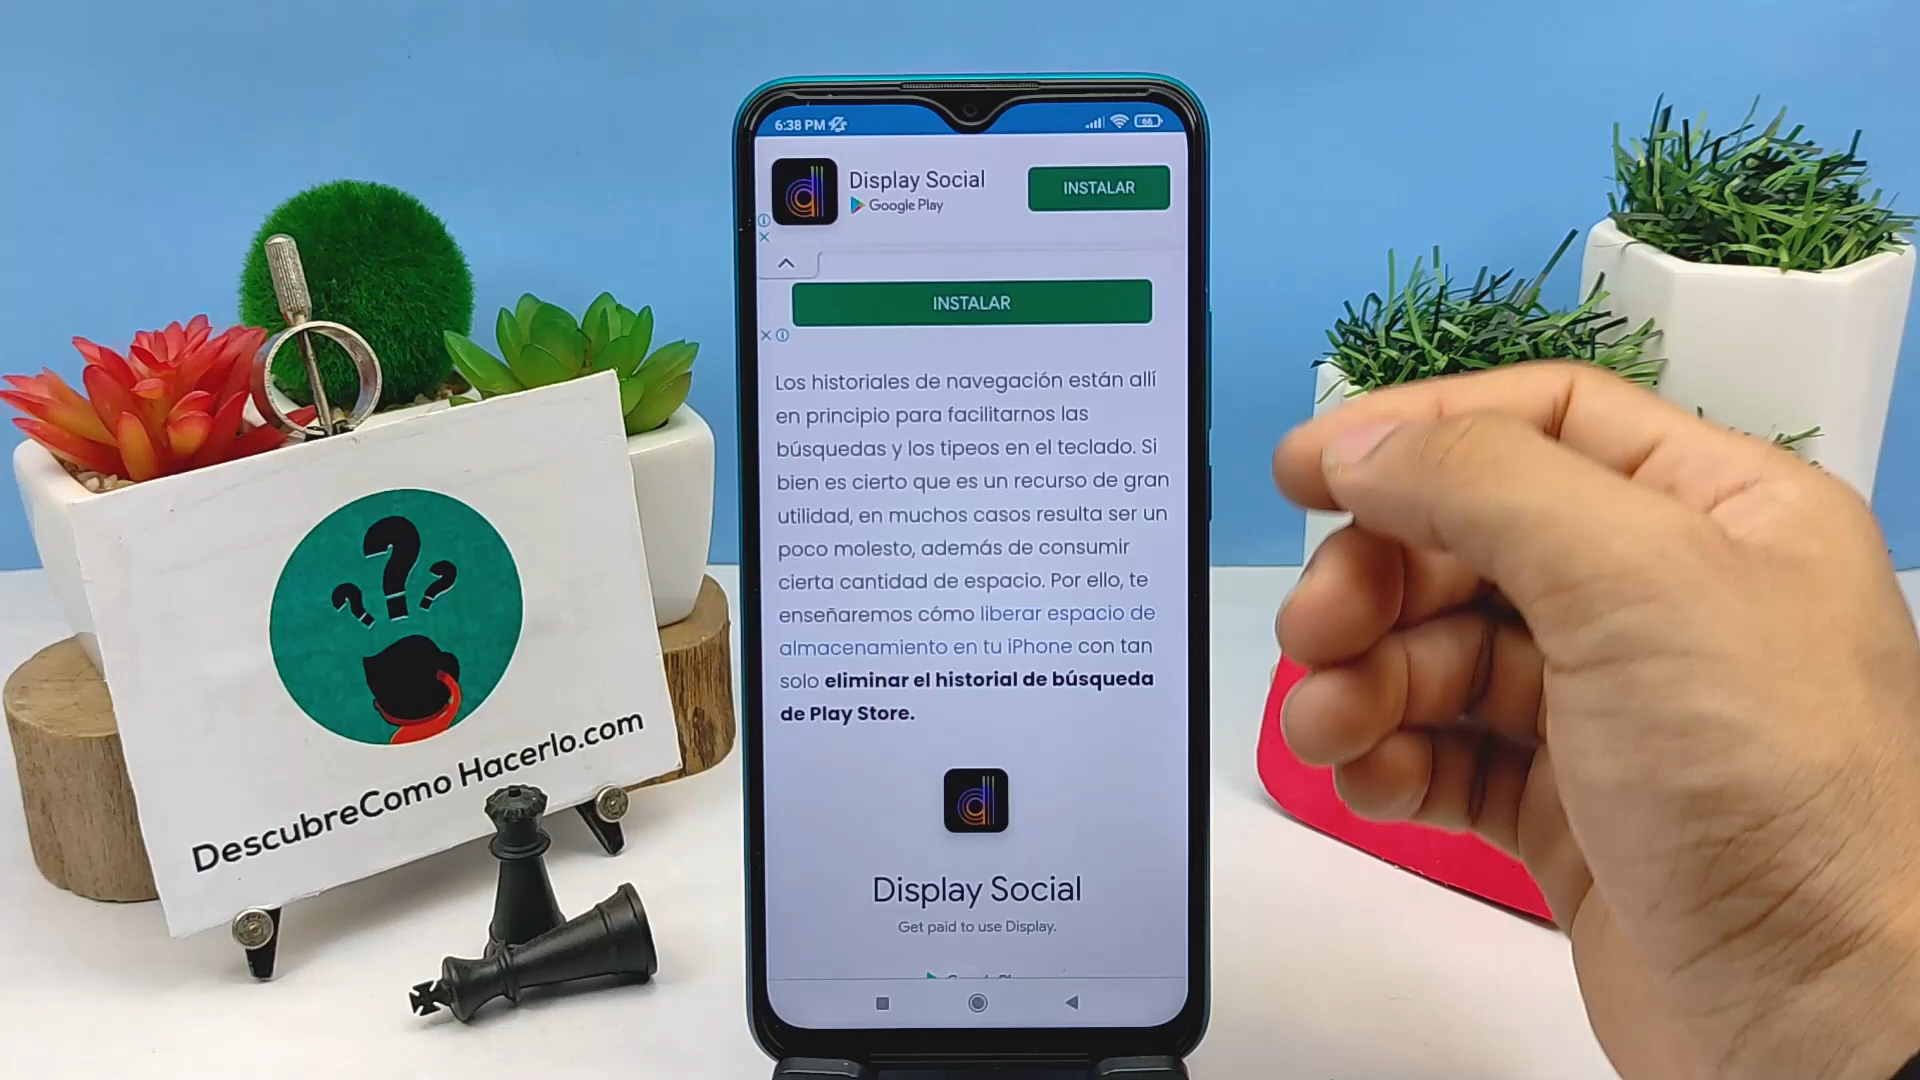 6:38 PM
66
Display Social
Google Play
INSTALAR
INSTALAR
Los historiales de navegación están allí
en principio para facilitarnos las
búsquedas y los tipeos en el teclado. Si
bien es cierto que es un recurso de gran
utilidad, en muchos casos resulta ser un
poco molesto, además de consumir
cierta cantidad de espacio. Por ello, te
enseñaremos cómo liberar espacio de
almacenamiento en tu iPhone con tan
solo eliminar el historial de búsqueda
de Play Store.
Display Social
Get paid to use Display.
? ? ?
DescubreComo Hacerlo.com